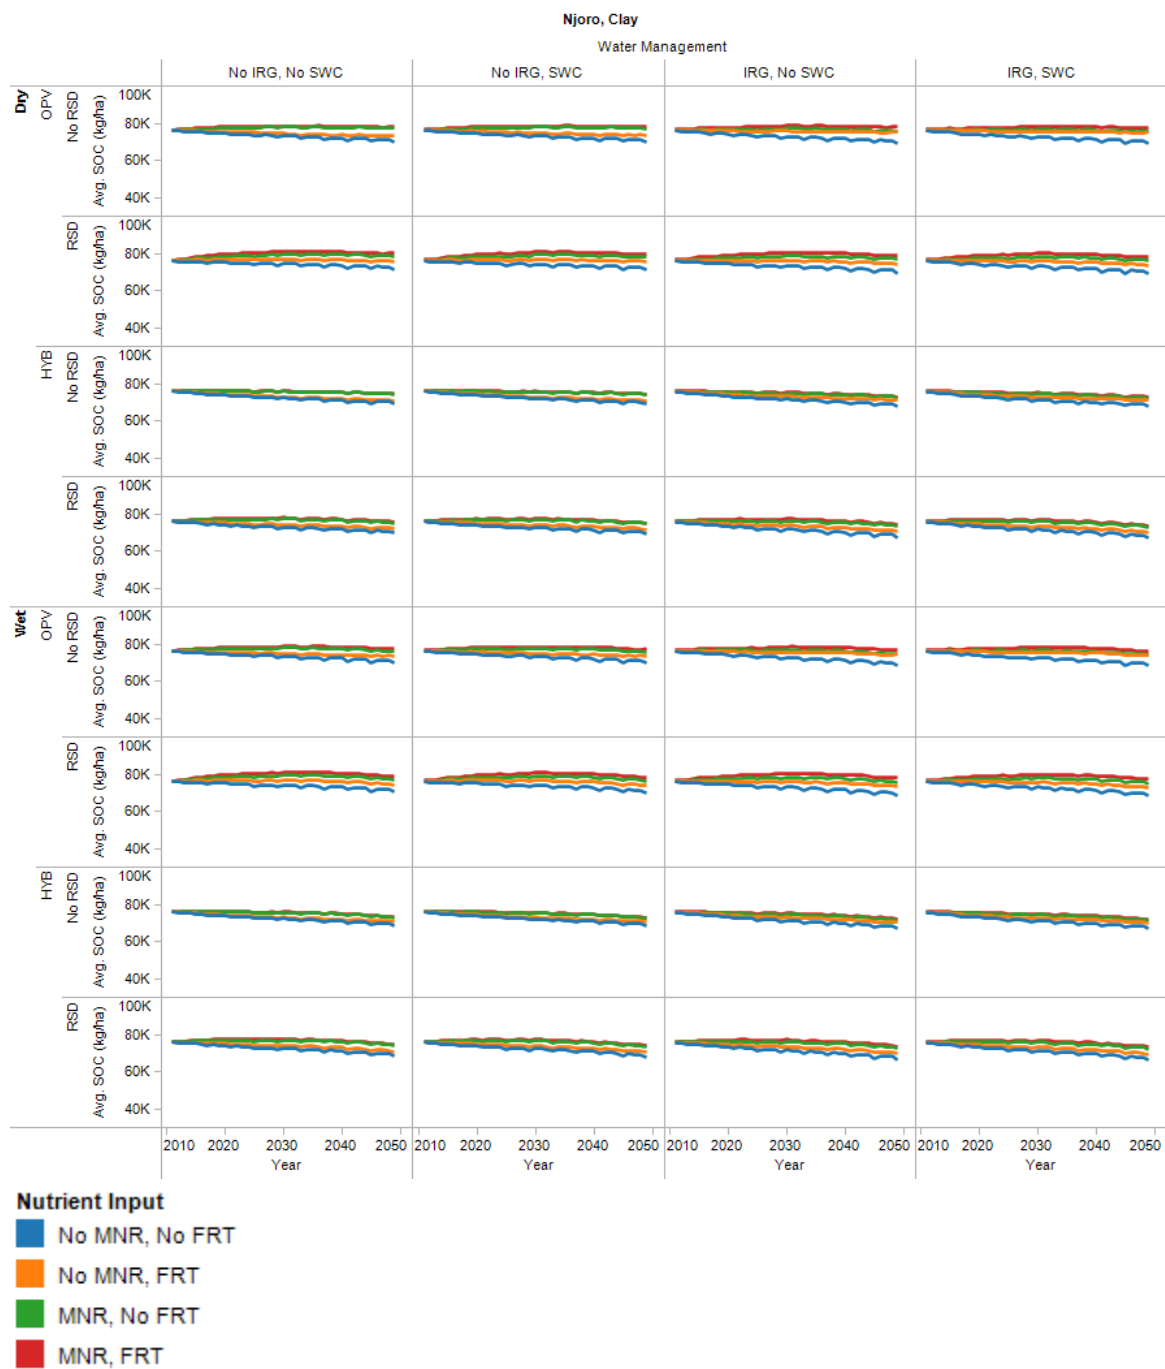 Njoro, Clay
Water Management
No IRG, No SWC
No IRG, SWC
IRG, No SWC
IRG, SWC
Dry
OPV
No RSD
Avg. SOC (kg/ha)
100K
80K
60K
40K
RSD
Avg. SOC (kg/ha)
100K
80K
60K
40K
HYB
No RSD
Avg. SOC (kg/ha)
100K
80K
60K
40K
RSD
Avg. SOC (kg/ha)
100K
80K
60K
40K
Wet
OPV
No RSD
Avg. SOC (kg/ha)
100K
80K
60K
40K
RSD
Avg. SOC (kg/ha)
100K
80K
60K
40K
HYB
No RSD
Avg. SOC (kg/ha)
100K
80K
60K
40K
RSD
Avg. SOC (kg/ha)
100K
80K
60K
40K
2010 2020 2030 2040 2050 2010 2020 2030 2040 2050 2010 2020 2030 2040 2050 2010 2020 2030 2040 2050
Year Year Year Year
Nutrient Input
No MNR, No FRT
No MNR, FRT
MNR, No FRT
MNR, FRT